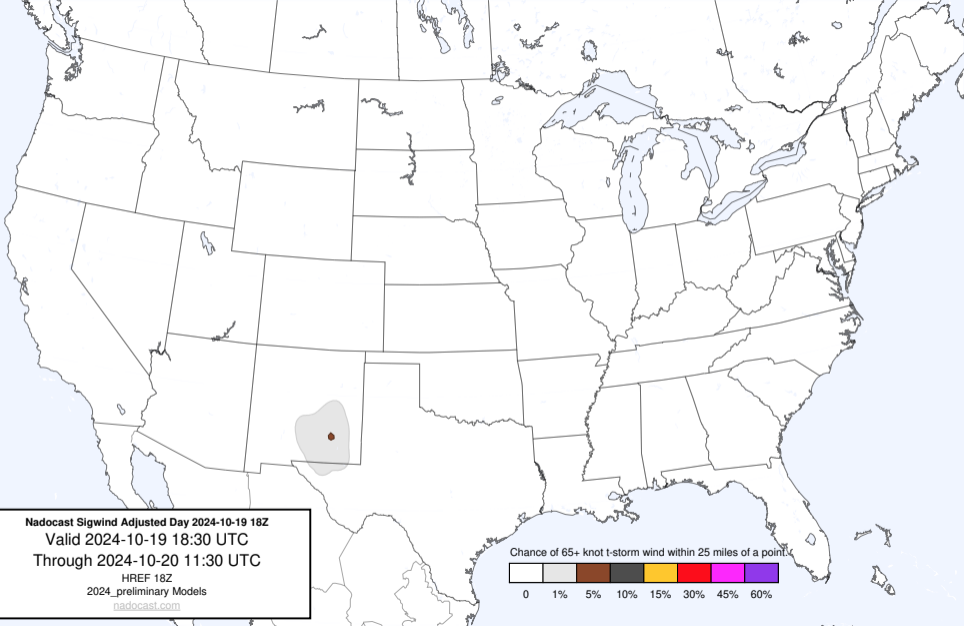 Nadocast Sigwind Adjusted Day 2024-10-19 18Z
Valid 2024-10-19 18:30 UTC
Through 2024-10-20 11:30 UTC
HREF 18Z
2024_preliminary Models
nadocast.com
Chance of 65+ knot t-storm wind within 25 miles of a point.
0 1% 5% 10% 15% 30% 45% 60%